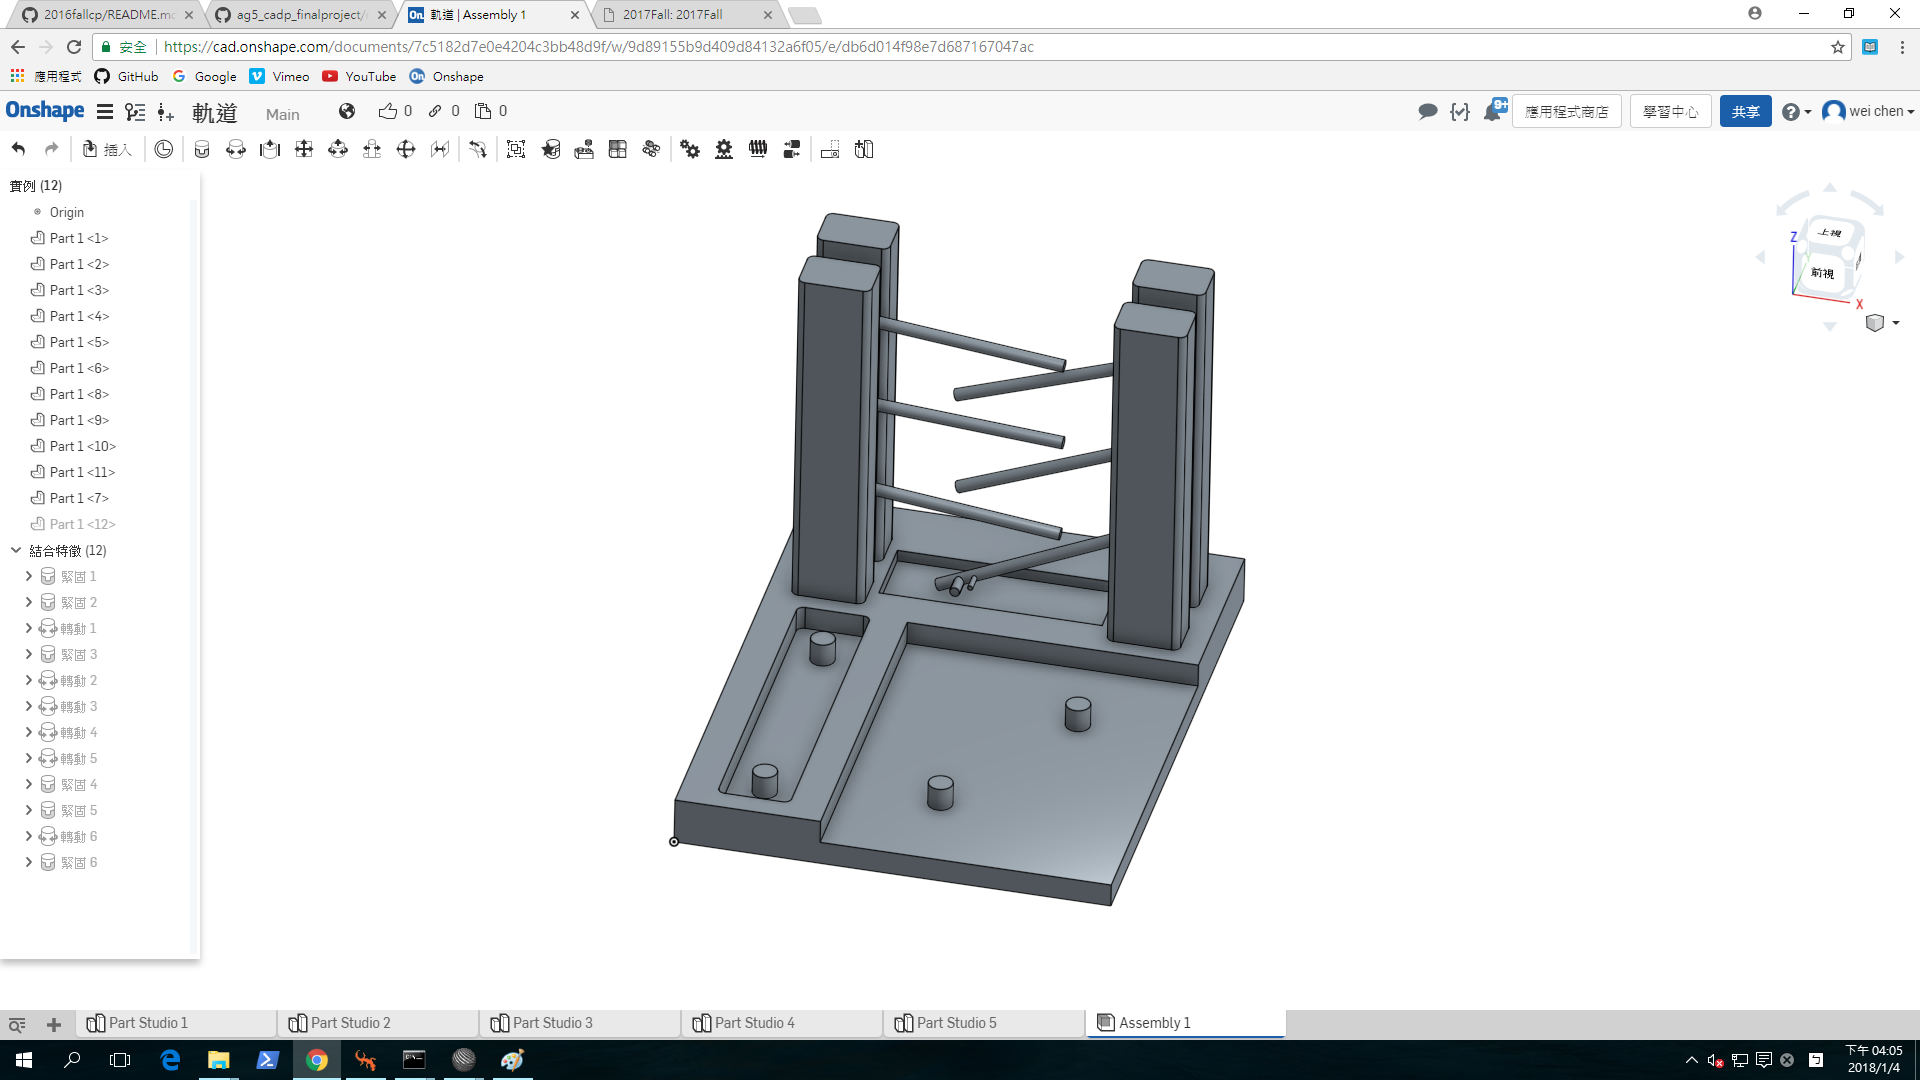 2016fallcp/README.mc
ag5_cadp_finalproject/
軌道 | Assembly 1
2017Fall: 2017Fall
安全
https://cad.onshape.com/documents/7c5182d7e0e4204c3bb48d9f/w/9d89155b9d409d84132a6f05/e/db6d014f98e7d687167047ac
應用程式
GitHub
Google
Vimeo
YouTube
On
Onshape
Onshape
軌道
Main
0
0
0
9+
應用程式商店
學習中心
共享
wei chen
插入
實例 (12)
Origin
Part 1 <1>
Part 1 <2>
Part 1 <3>
Part 1 <4>
Part 1 <5>
Part 1 <6>
Part 1 <8>
Part 1 <9>
Part 1 <10>
Part 1 <11>
Part 1 <7>
Part 1 <12>
結合特徵 (12)
緊固 1
緊固 2
轉動 1
緊固 3
轉動 2
轉動 3
轉動 4
轉動 5
緊固 4
緊固 5
轉動 6
緊固 6
Z
上視
前視
X
Part Studio 1
Part Studio 2
Part Studio 3
Part Studio 4
Part Studio 5
Assembly 1
下午 04:05
2018/1/4